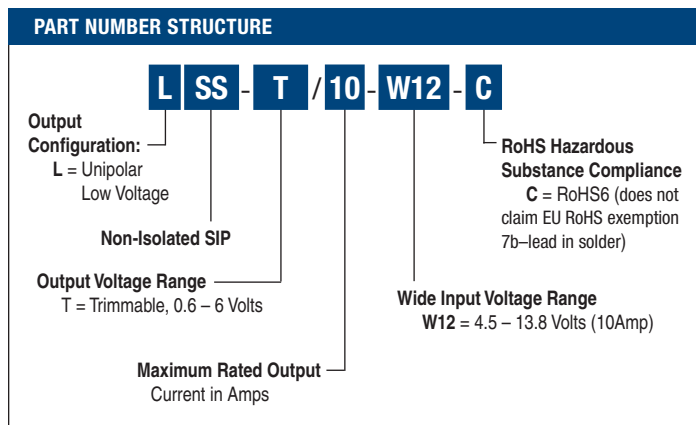 PART NUMBER STRUCTURE
L SS - T / 10 - W12 - C
Output
Configuration:
L = Unipolar
Low Voltage
Non-Isolated SIP
Output Voltage Range
T = Trimmable, 0.6 – 6 Volts
Maximum Rated Output
Current in Amps
Wide Input Voltage Range
W12 = 4.5 – 13.8 Volts (10Amp)
RoHS Hazardous
Substance Compliance
C = RoHS6 (does not
claim EU RoHS exemption
7b–lead in solder)